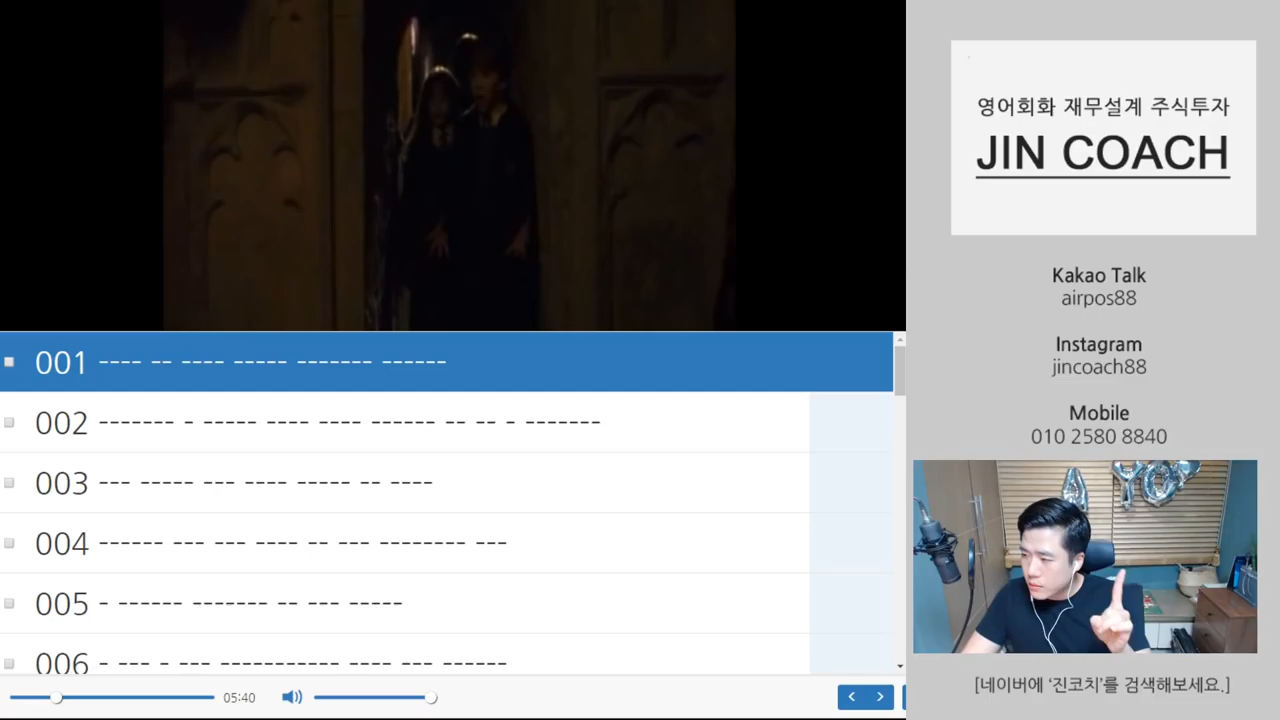 영어회화 재무설계 주식투자
JIN COACH
Kakao Talk
airpos88
Instagram
jincoach88
Mobile
010 2580 8840
[네이버에 '진코치'를 검색해보세요.]
001 ---- -- ---- ----- ------- ------
002 ------- - ----- ---- ---- ------ -- -- - -------
003 --- ----- --- ---- ----- -- ----
004 ------ --- --- ---- -- --- -------- ---
005 - ------ ------- -- --- -----
006 - --- - --- ----------- ---- --- ------
05:40
A YO